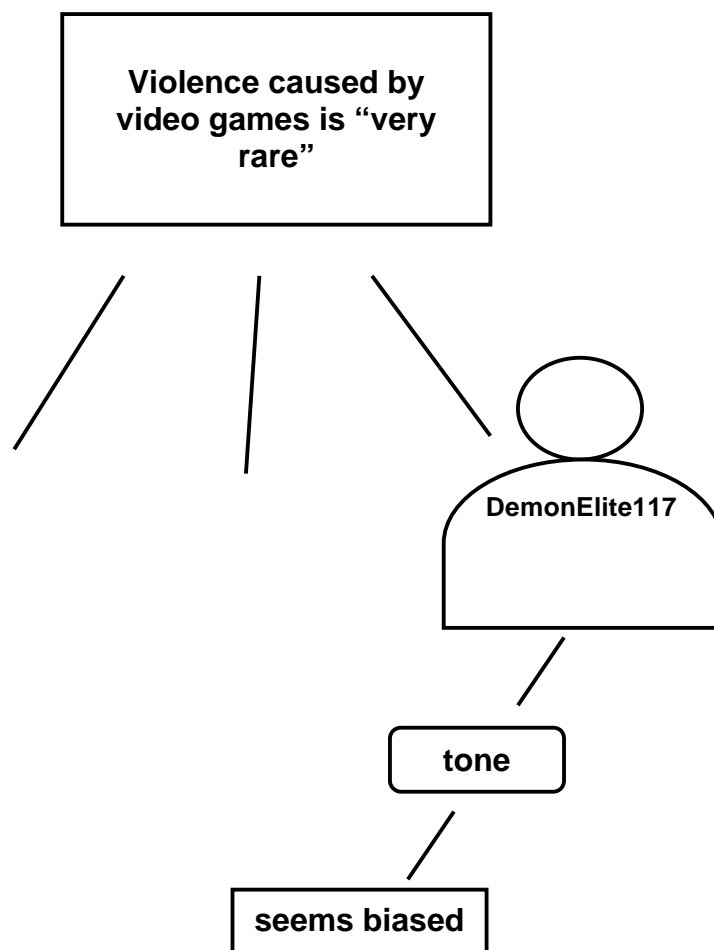 Violence caused by
video games is “very
rare”
DemonElite117
tone
seems biased